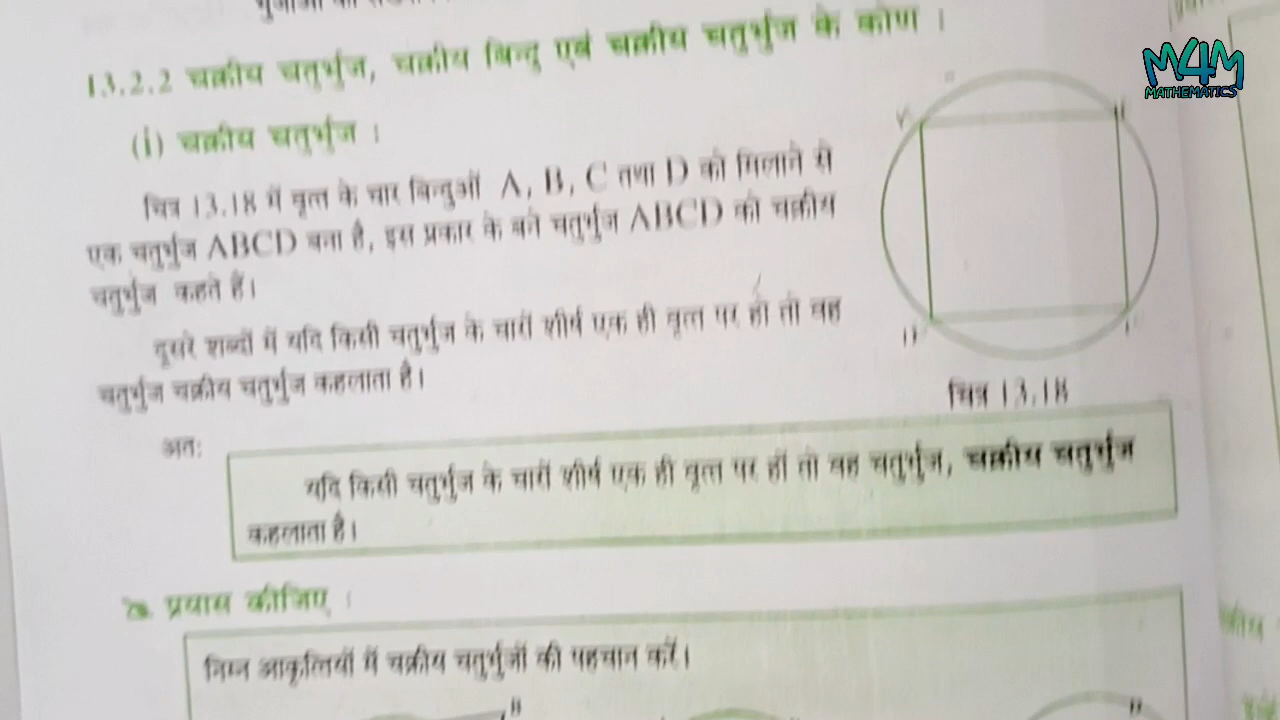 13.2.2 चक्रीय चतुर्भुज, चक्रीय बिन्दु एवं चक्रीय चतुर्भुज के कोण :
M4M
MATHEMATICS
(i) चक्रीय चतुर्भुज :
चित्र 13.18 में वृत्त के चार बिन्दुओं A, B, C तथा D को मिलाने से
एक चतुर्भुज ABCD बना है, इस प्रकार के बने चतुर्भुज ABCD को चक्रीय
चतुर्भुज कहते हैं।
दूसरे शब्दों में यदि किसी चतुर्भुज के चारों शीर्ष एक ही वृत्त पर हों तो वह
चतुर्भुज चक्रीय चतुर्भुज कहलाता है।
D
चित्र 13.18
अतः
यदि किसी चतुर्भुज के चारों शीर्ष एक ही वृत्त पर हों तो वह चतुर्भुज, चक्रीय चतुर्भुज
कहलाता है।
प्रयास कीजिए :
निम्न आकृतियों में चक्रीय चतुर्भुजों की पहचान करें।
B
B